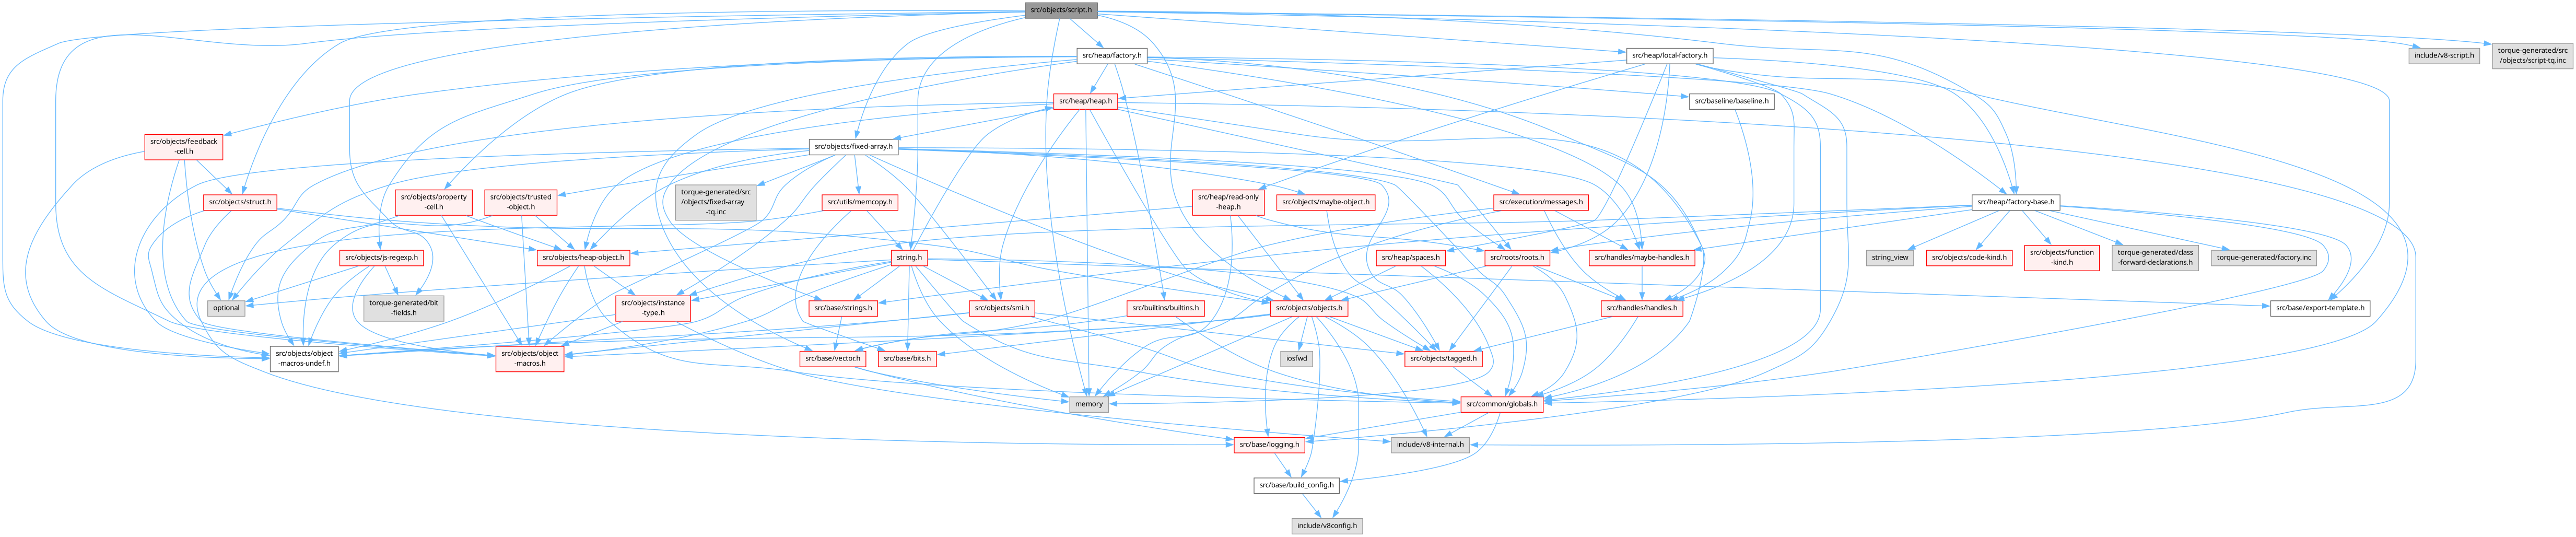 src/objects/script.h
src/heap/factory.h
src/heap/local-factory.h
include/v8-script.h
torque-generated/src
/objects/script-tq.inc
src/heap/heap.h
src/baseline/baseline.h
src/objects/feedback
-cell.h
src/objects/fixed-array.h
src/objects/struct.h
src/objects/property
-cell.h
src/objects/trusted
-object.h
torque-generated/src
/objects/fixed-array
-tq.inc
src/utils/memcopy.h
src/heap/read-only
-heap.h
src/objects/maybe-object.h
src/execution/messages.h
src/heap/factory-base.h
src/objects/js-regexp.h
src/objects/heap-object.h
string.h
src/heap/spaces.h
src/roots/roots.h
src/handles/maybe-handles.h
string_view
src/objects/code-kind.h
src/objects/function
-kind.h
torque-generated/class
-forward-declarations.h
torque-generated/factory.inc
optional
torque-generated/bit
-fields.h
src/objects/instance
-type.h
src/base/strings.h
src/objects/smi.h
src/builtins/builtins.h
src/objects/objects.h
src/handles/handles.h
src/base/export-template.h
src/objects/object
-macros-undef.h
src/objects/object
-macros.h
src/base/vector.h
src/base/bits.h
iosfwd
src/objects/tagged.h
memory
src/common/globals.h
src/base/logging.h
include/v8-internal.h
src/base/build_config.h
include/v8config.h